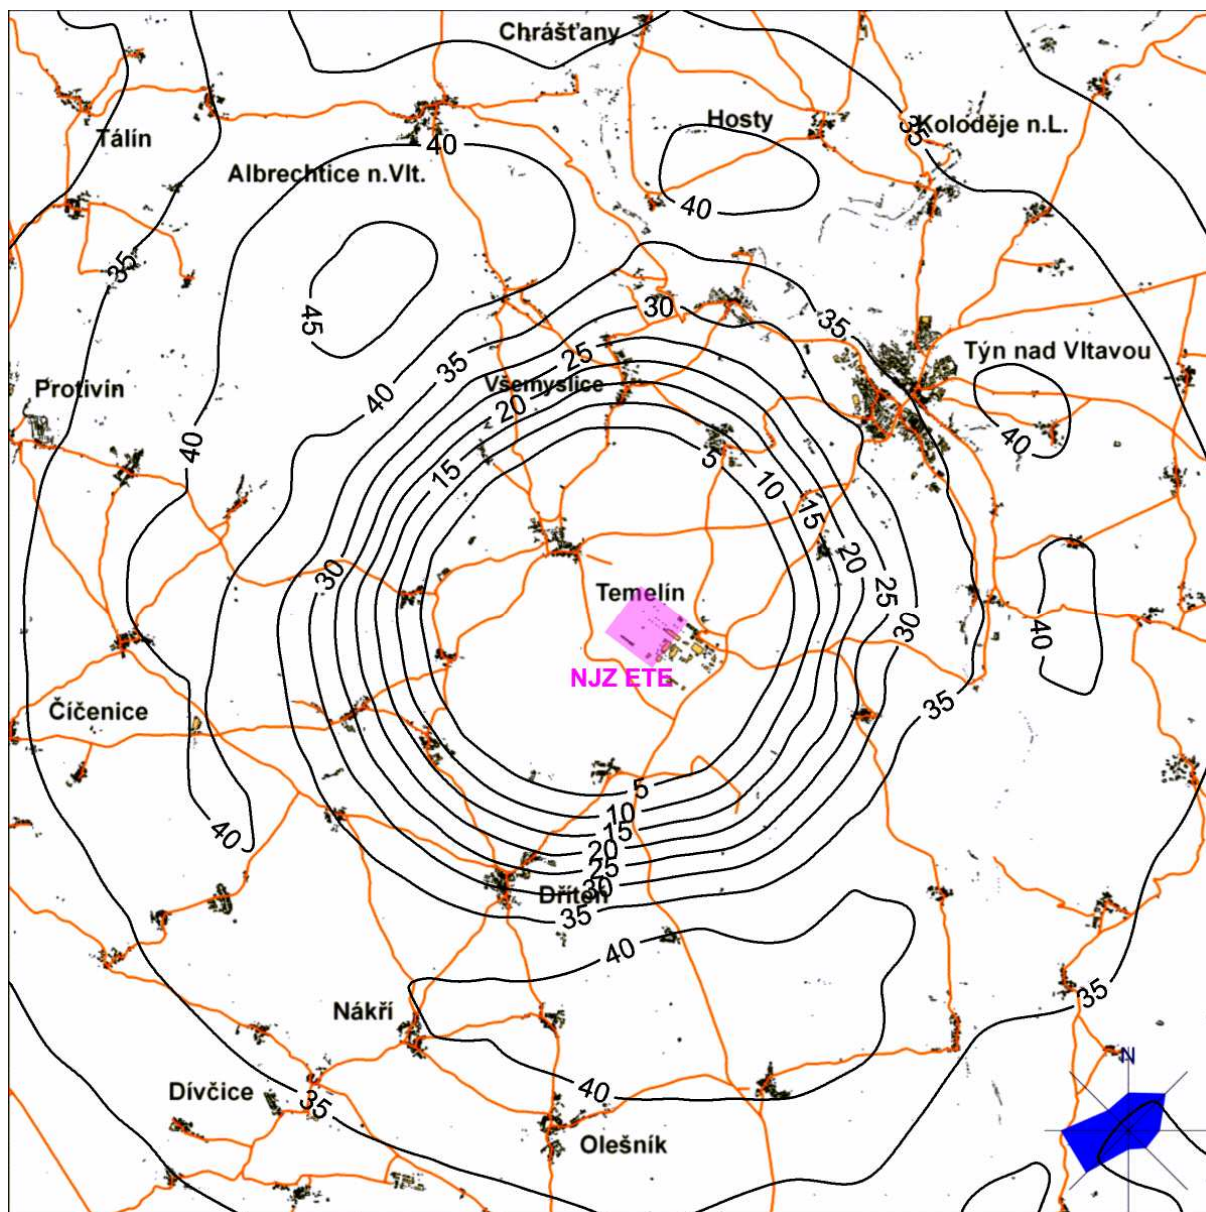 Chrášťany
Hosty
Koloděje n.L.
35
Tálín
40
Albrechtice n.Vlt.
40
35
45
30
35
Týn nad Vltavou
25
35
Všemyslice
Protivín
40
20
40
40
5
15
10
15
20
30
25
Temelín
30
40
NJZ ETE
35
Číčenice
5
10
15
40
20
25
30
Dříteň
35
40
35
Nákří
N
40
Dívčice
35
Olešník